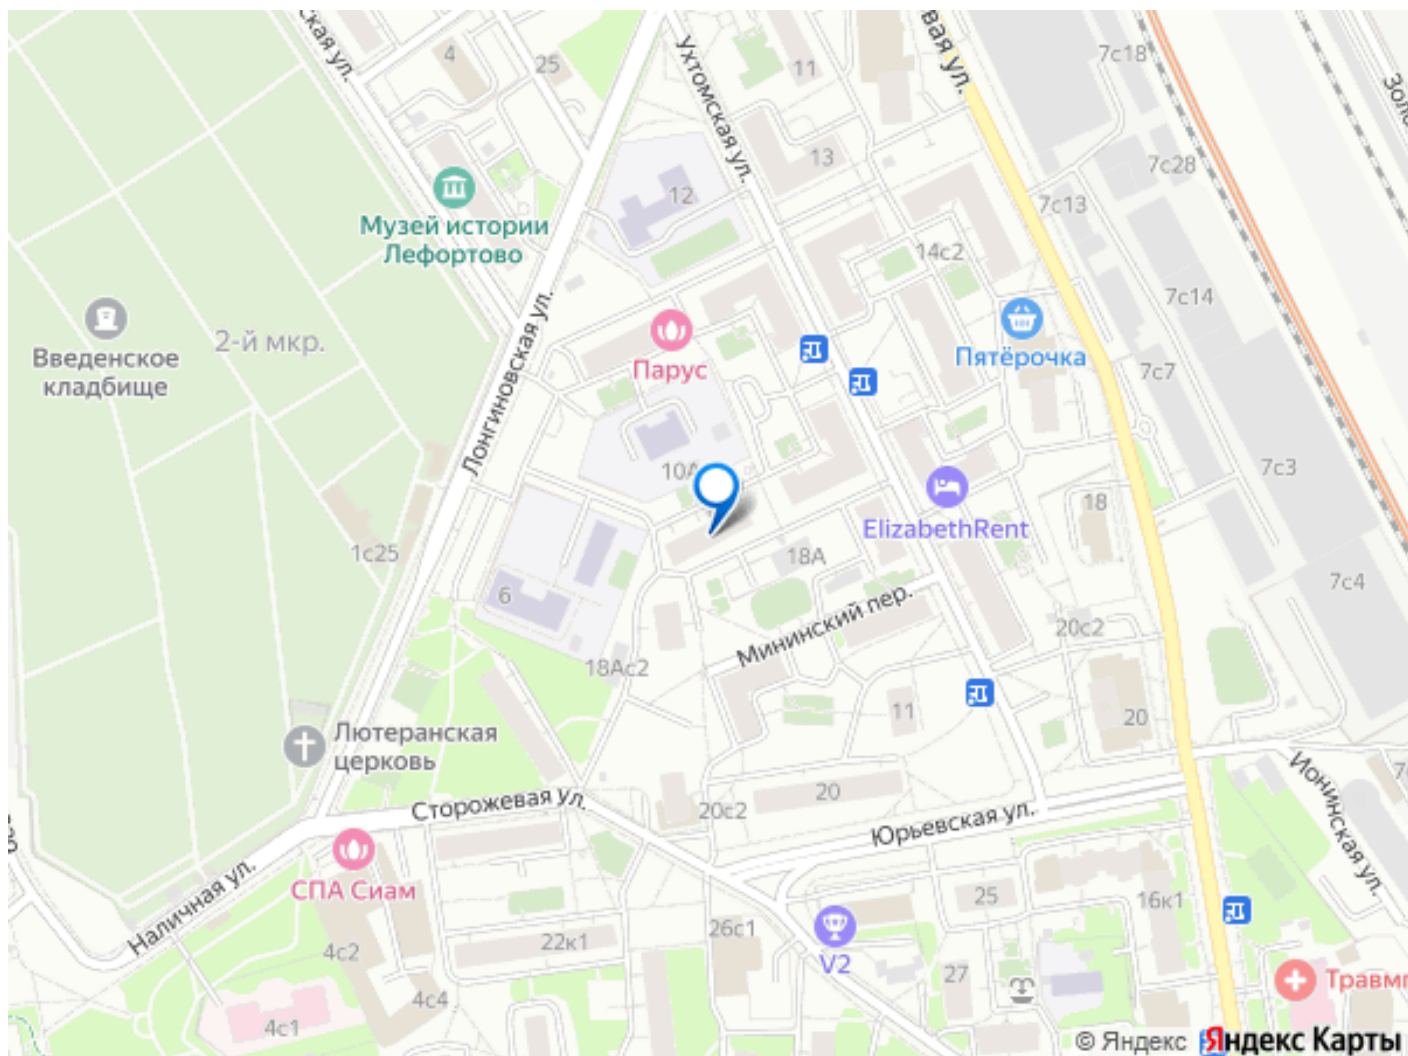 ская ул.
4
25
Ухтомская ул.
11
вая ул.
7с18
Золо
13
7с28
12
7с13
Музей истории
Лефортово
14с2
7с14
Введенское
кладбище
2-й мкр.
Лонгиновская ул.
Парус
Пятёрочка
7с7
10А
7с3
ElizabethRent
18
1с25
18А
7с4
6
Мининский пер.
20с2
18Ас2
11
20
Лютеранская
церковь
Сторожевая ул.
20с2
20
Юрьевская ул.
Ионинская ул.
СПА Сиам
Наличная ул.
25
16к1
26с1
22к1
4с2
V2
27
4с4
4с1
Травмп
© Яндекс Яндекс Карты